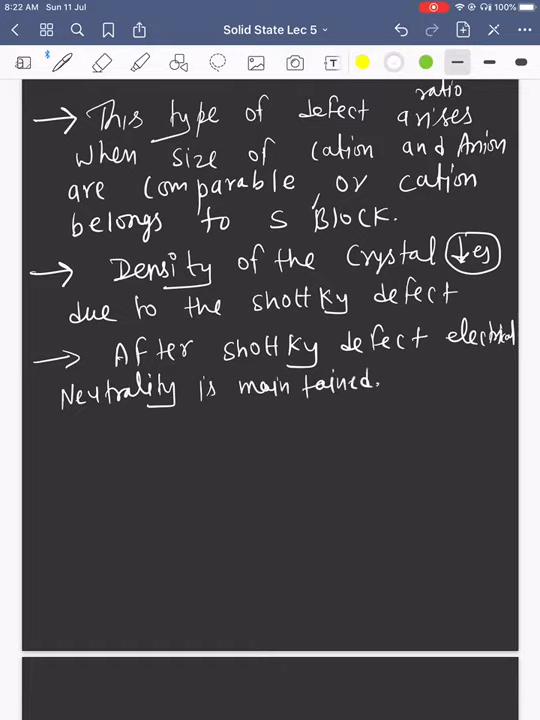 8:22 AM Sun 11 Jul
100%
Solid State Lec 5
T
ratio
→ This type of defect arises
when size of cation and Anion
are comparable, or cation
belongs to S BLOCK.
→ Density of the Crystal ↓es
due to the shottky defect
→ After shottky defect electrical
Neutrality is maintained.